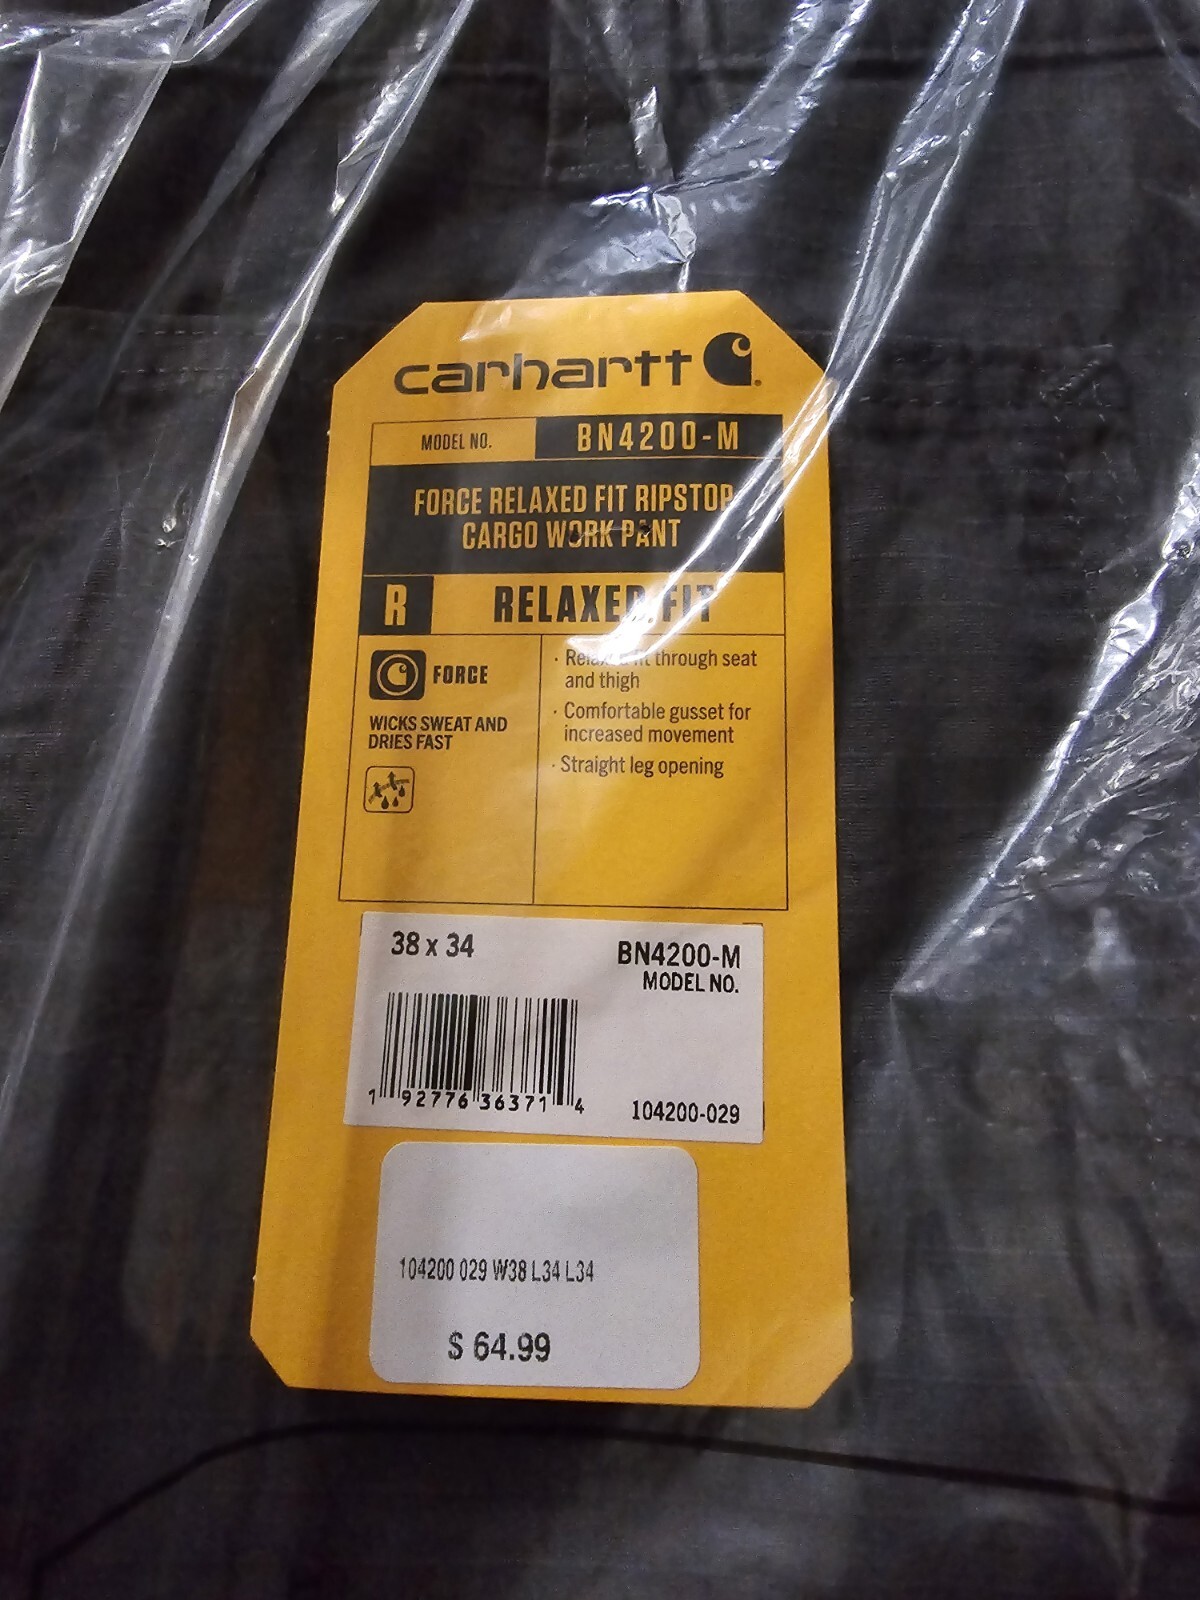 carhartt
MODEL NO. BN4200-M
FORCE RELAXED FIT RIPSTOP
CARGO WORK PANT
R RELAXED FIT
FORCE
WICKS SWEAT AND
DRIES FAST
· Relaxed fit through seat
and thigh
· Comfortable gusset for
increased movement
· Straight leg opening
38 x 34
BN4200-M
MODEL NO.
1 92776 36371 4
104200-029
104200 029 W38 L34 L34
$ 64.99